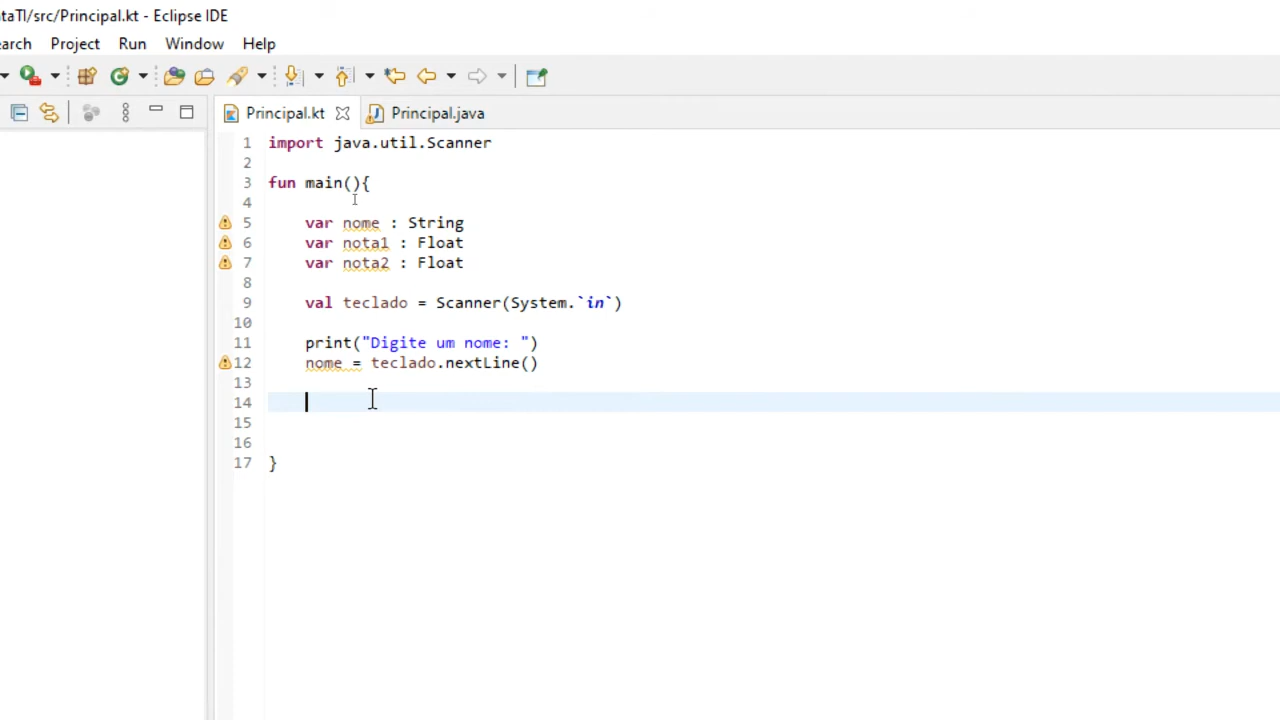 taTI/src/Principal.kt - Eclipse IDE
earch Project Run Window Help
Principal.kt Principal.java
1 import java.util.Scanner
2
3 fun main(){
4
5 var nome : String
6 var nota1 : Float
7 var nota2 : Float
8
9 val teclado = Scanner(System.`in`)
10
11 print("Digite um nome: ")
12 nome = teclado.nextLine()
13
14
15
16
17 }